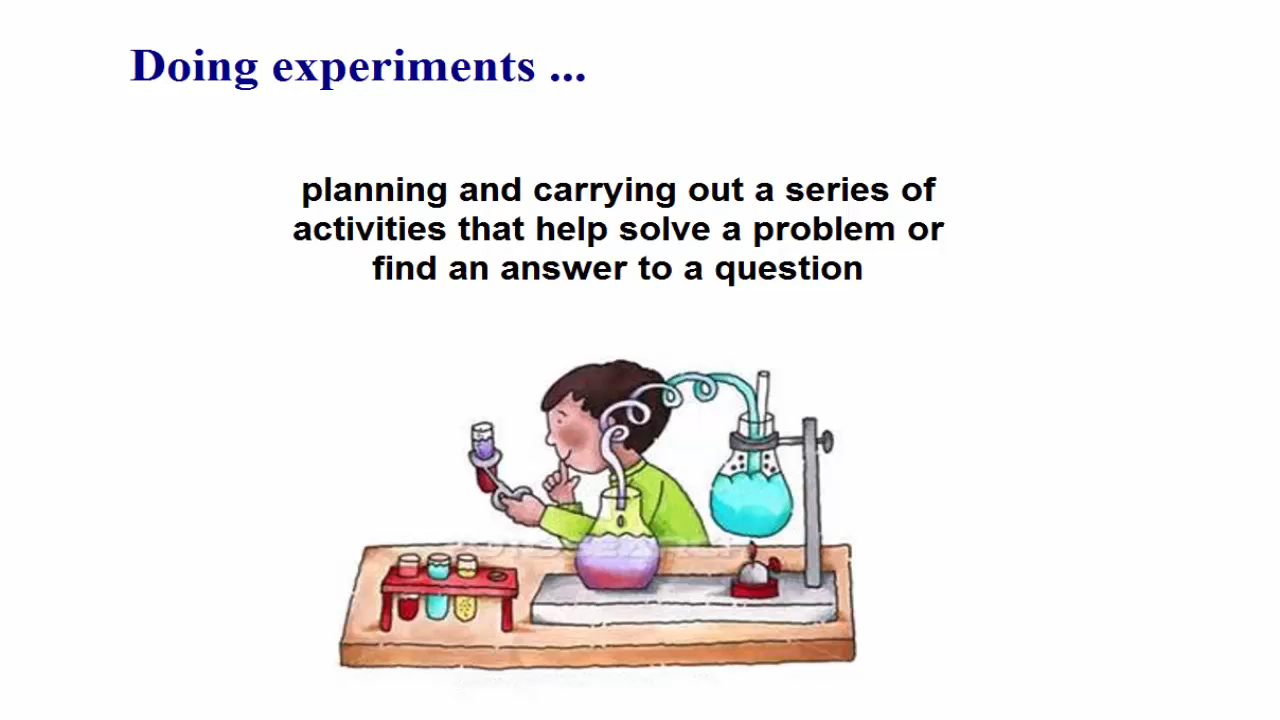 Doing experiments ...
planning and carrying out a series of
activities that help solve a problem or
find an answer to a question